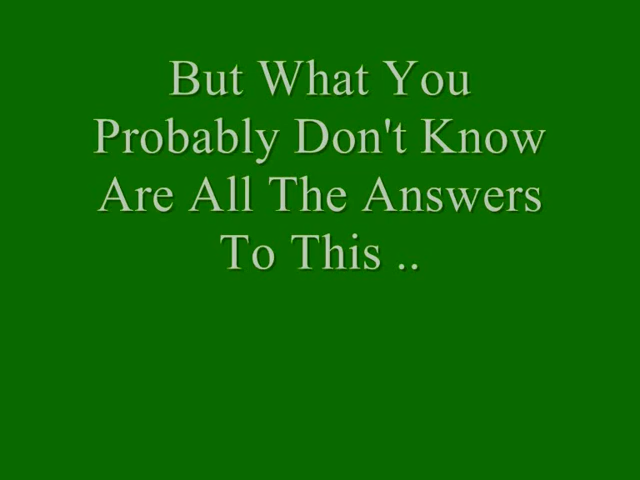 But What You
Probably Don't Know
Are All The Answers
To This ..